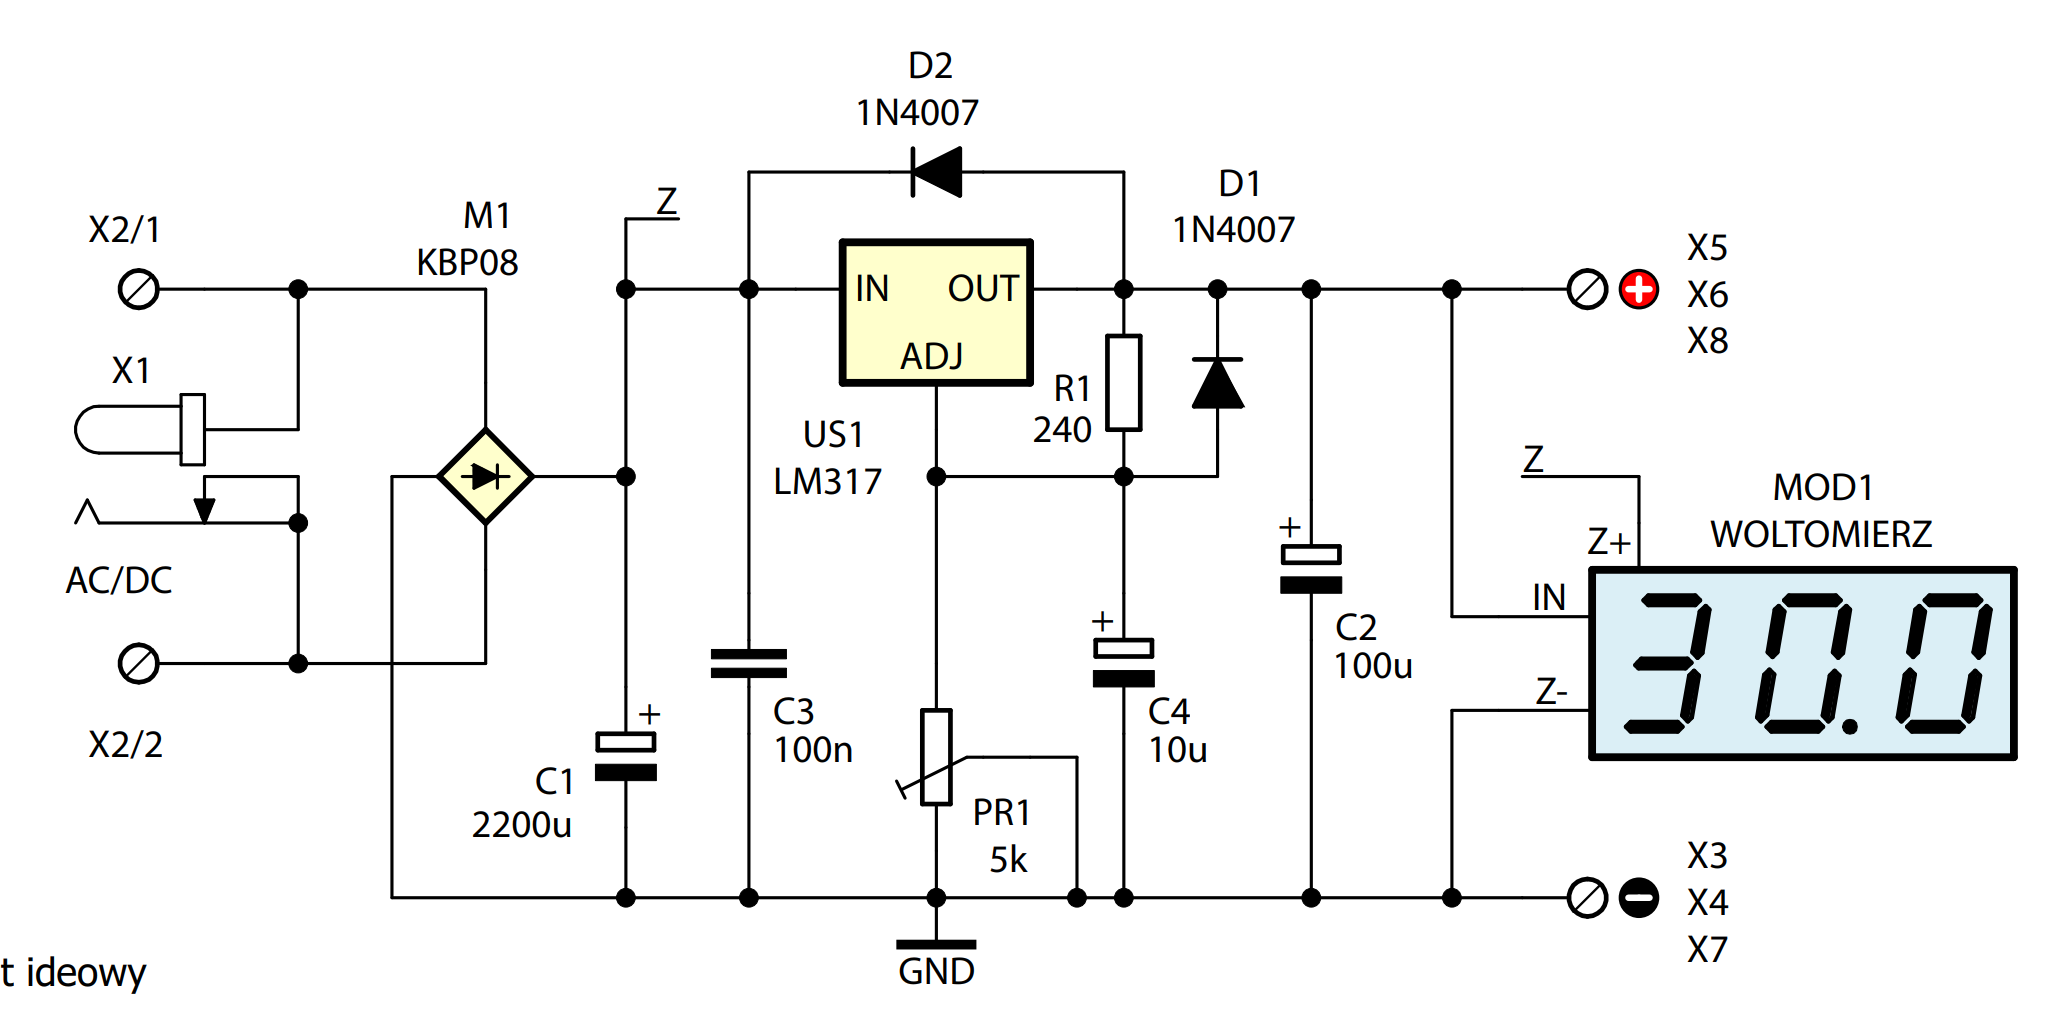 D2
1N4007
D1
1N4007
Z
M1
KBP08
X2/1
X5
X6
X8
IN OUT
ADJ
X1
R1
240
US1
LM317
Z
MOD1
WOLTOMIERZ
+
Z+
AC/DC
IN
30.0
+
C2
100u
Z-
X2/2
+
C3
100n
C4
10u
C1
2200u
PR1
5k
X3
X4
X7
GND
t ideowy